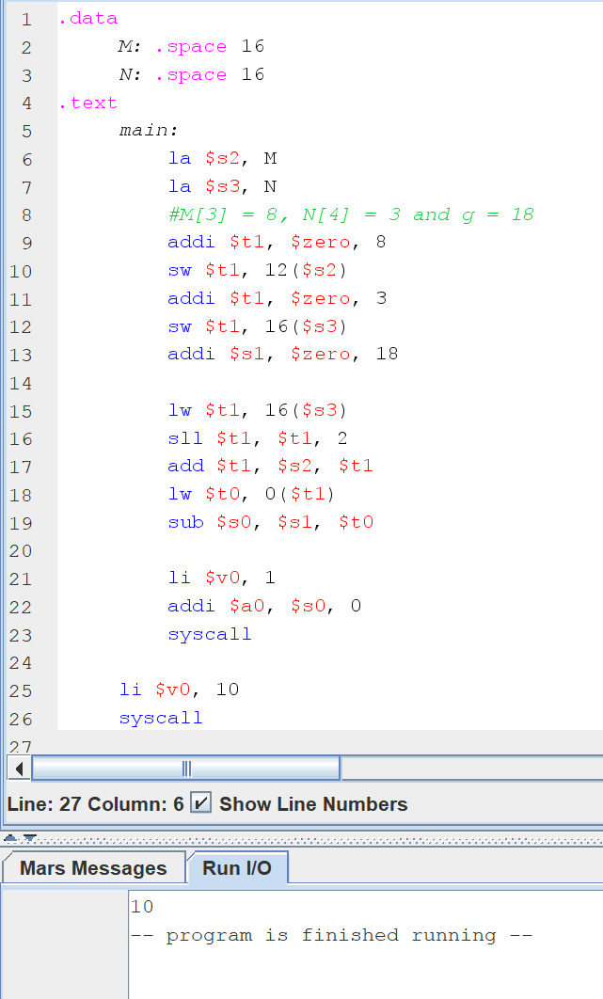 1 .data
2 M: .space 16
3 N: .space 16
4 .text
5 main:
6 la $s2, M
7 la $s3, N
8 #M[3] = 8, N[4] = 3 and g = 18
9 addi $t1, $zero, 8
10 sw $t1, 12($s2)
11 addi $t1, $zero, 3
12 sw $t1, 16($s3)
13 addi $s1, $zero, 18
14
15 lw $t1, 16($s3)
16 sll $t1, $t1, 2
17 add $t1, $s2, $t1
18 lw $t0, 0($t1)
19 sub $s0, $s1, $t0
20
21 li $v0, 1
22 addi $a0, $s0, 0
23 syscall
24
25 li $v0, 10
26 syscall
27
Line: 27 Column: 6 Show Line Numbers
Mars Messages Run I/O
10
-- program is finished running --